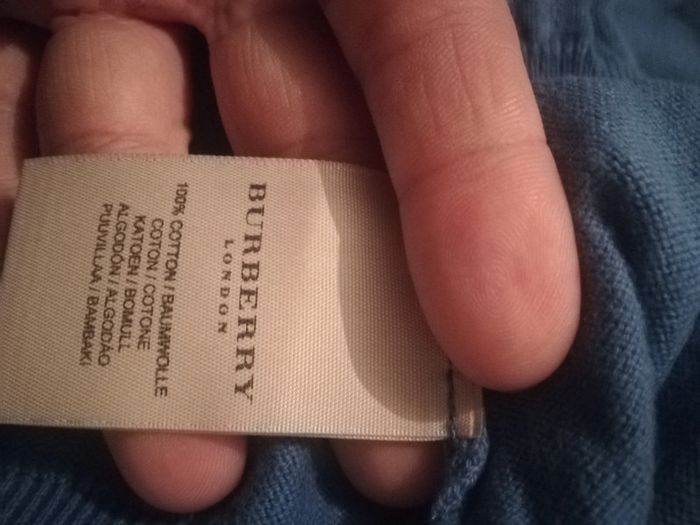 BURBERRY
LONDON
100% COTTON / BAUMWOLLE
COTON / COTONE
KATOEN / BOMULL
ALGODÓN / ALGODÃO
PUUVILLAA / BAMBAKI